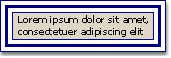 Lorem ipsum dolor sit amet,
consectetuer adipiscing elit